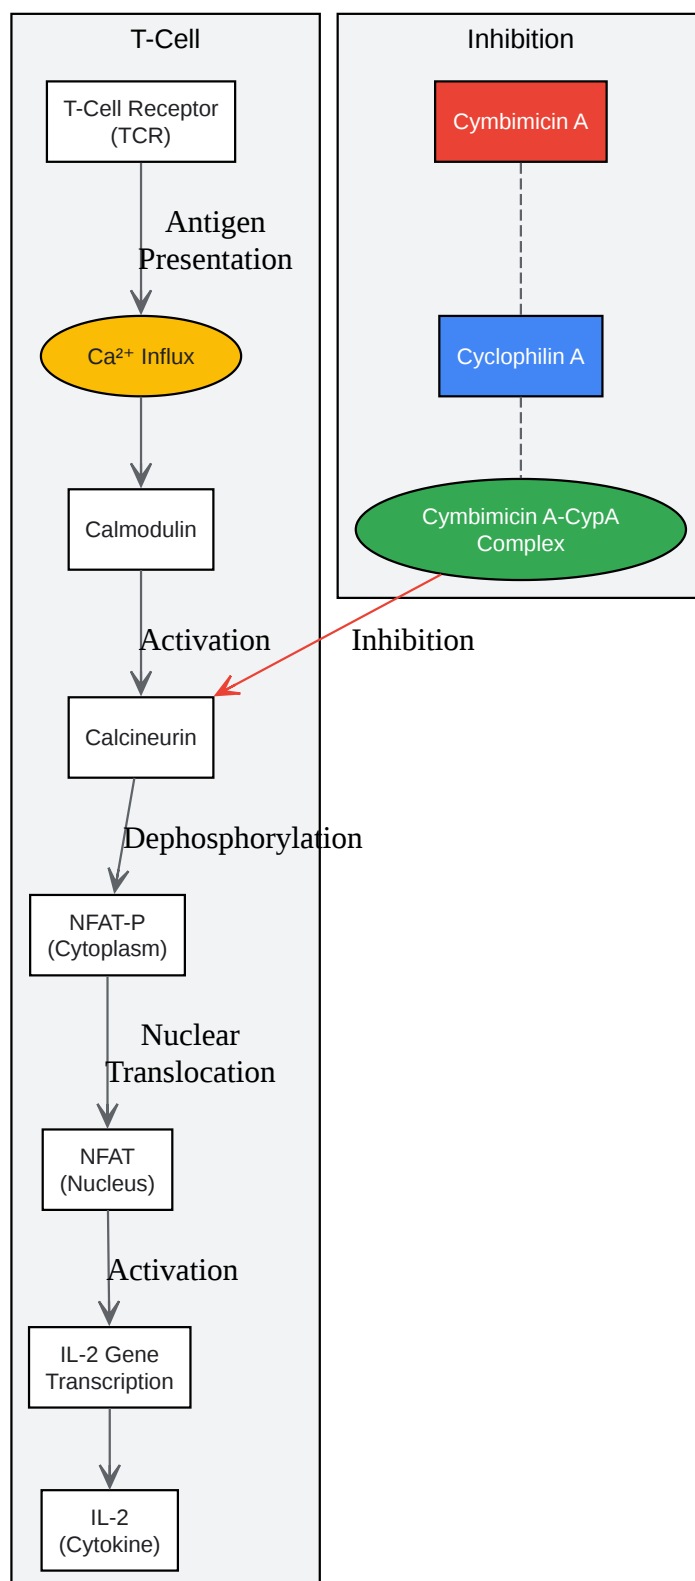 T-Cell
T-Cell Receptor
(TCR)
Antigen
Presentation
Ca²⁺ Influx
Calmodulin
Activation
Calcineurin
Dephosphorylation
NFAT-P
(Cytoplasm)
Nuclear
Translocation
NFAT
(Nucleus)
Activation
IL-2 Gene
Transcription
IL-2
(Cytokine)
Inhibition
Cymbimicin A
Cyclophilin A
Cymbimicin A-CypA
Complex
Inhibition